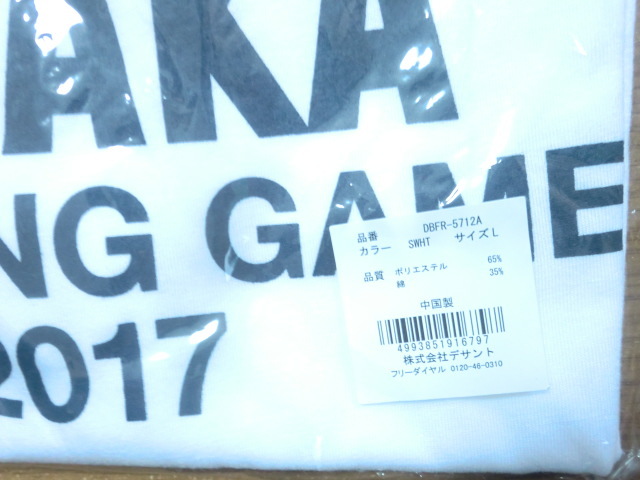 AKA
NG GAME
2017
品番 DBFR-5712A
カラー SWHT サイズL
品質 ポリエステル 65%
綿 35%
中国製
4993851916797
株式会社デサント
フリーダイヤル 0120-46-0310